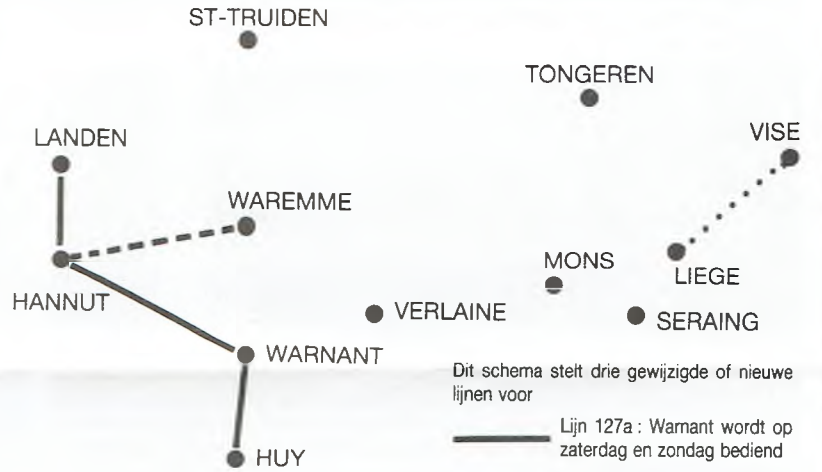 ST-TRUIDEN
TONGEREN
LANDEN
VISE
WAREMME
MONS
LIEGE
HANNUT
VERLAINE
SERAING
WARNANT
Dit schema stelt drie gewijzigde of nieuwe
lijnen voor
Lijn 127a : Warnant wordt op
zaterdag en zondag bediend
HUY